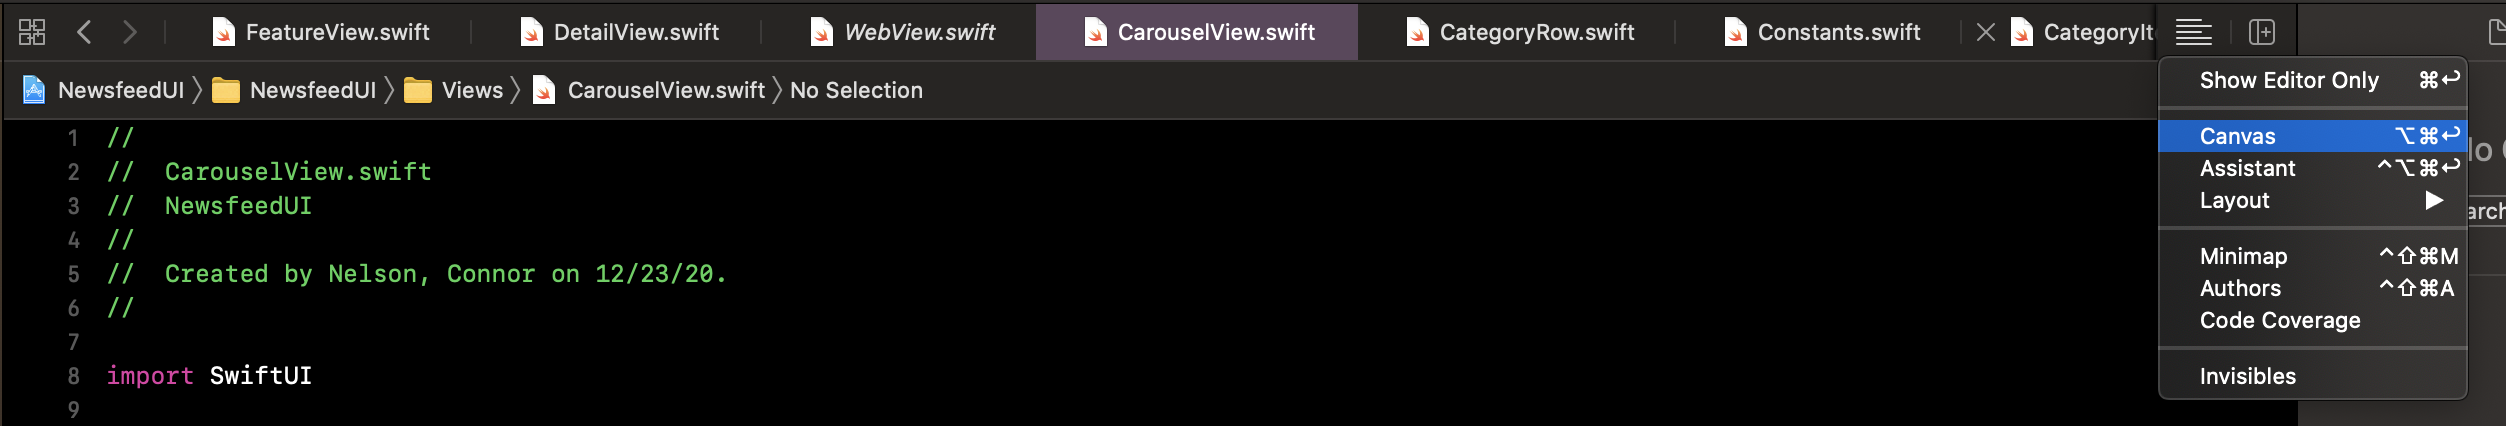 FeatureView.swift DetailView.swift WebView.swift CarouselView.swift CategoryRow.swift Constants.swift CategoryIt
NewsfeedUI 〉 NewsfeedUI 〉 Views 〉 CarouselView.swift 〉 No Selection
Show Editor Only ⌘↩
Canvas ⌥⌘↩
Assistant ^⌥⌘↩
Layout ▶
Minimap ^⇧⌘M
Authors ^⇧⌘A
Code Coverage
Invisibles
lo
arch
1 //
2 // CarouselView.swift
3 // NewsfeedUI
4 //
5 // Created by Nelson, Connor on 12/23/20.
6 //
7
8 import SwiftUI
9